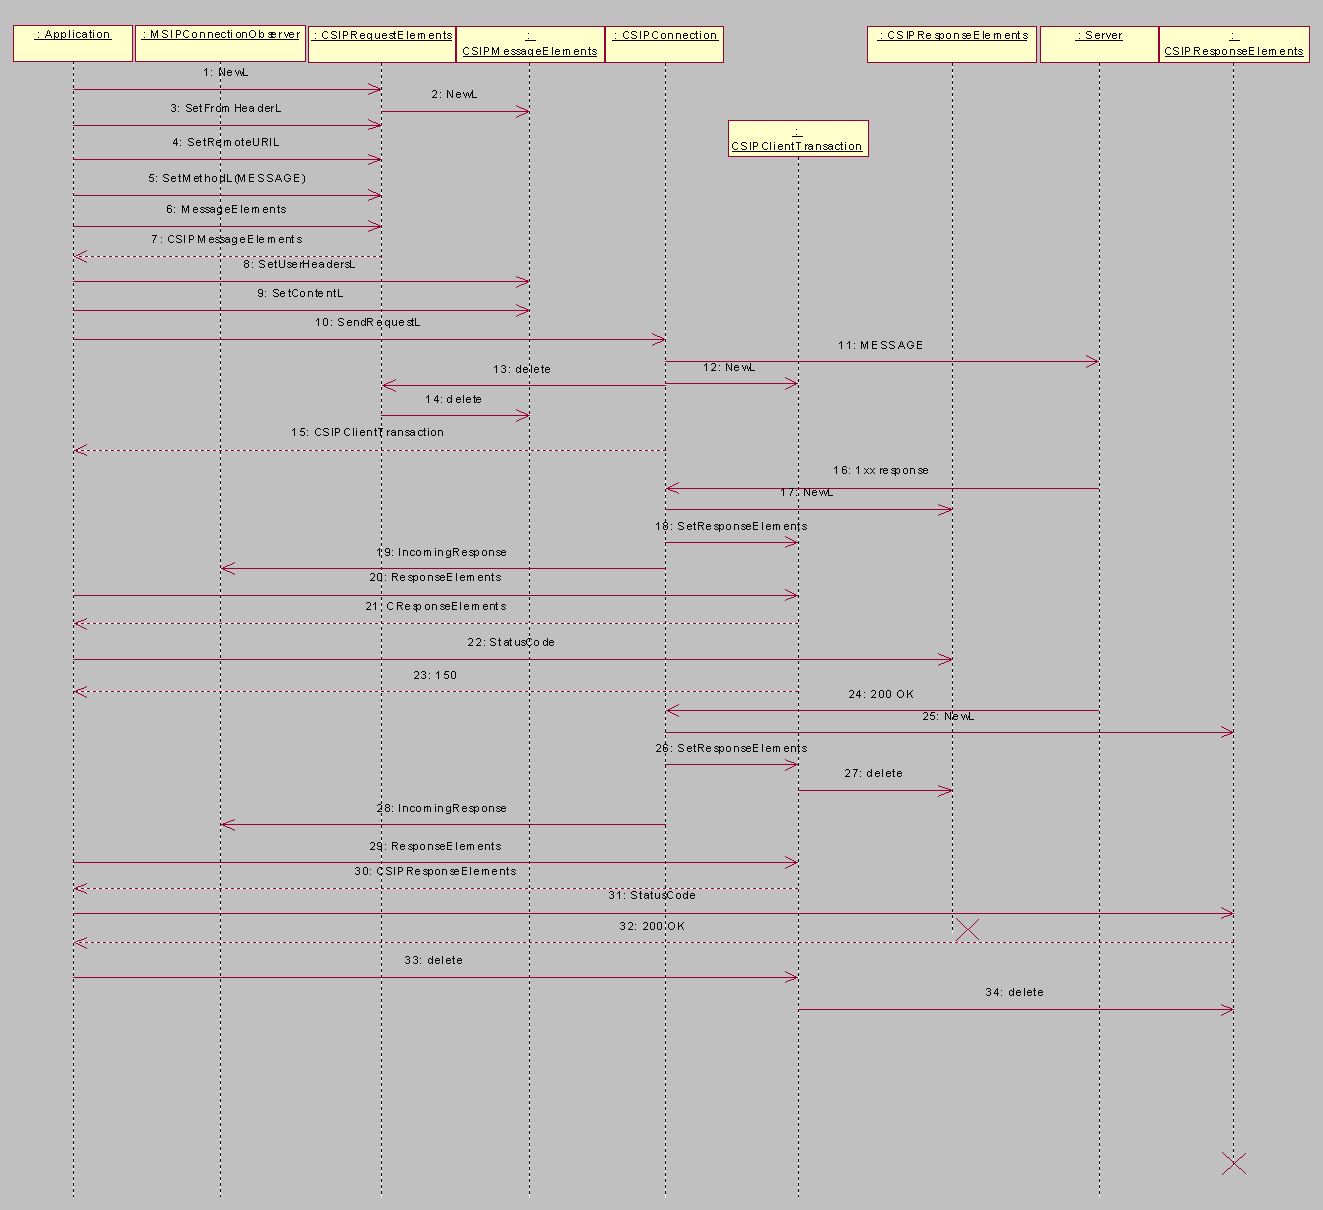 : Application
: MSIPConnectionObserver
: CSIPRequestElements
:
CSIPMessageElements
: CSIPConnection
: CSIPResponseElements
: Server
:
CSIPResponseElements
:
CSIPClientTransaction
1: NewL
2: NewL
3: SetFromHeaderL
4: SetRemoteURIL
5: SetMethodL(MESSAGE)
6: MessageElements
7: CSIPMessageElements
8: SetUserHeadersL
9: SetContentL
10: SendRequestL
11: MESSAGE
12: NewL
13: delete
14: delete
15: CSIPClientTransaction
16: 1xx response
17: NewL
18: SetResponseElements
19: IncomingResponse
20: ResponseElements
21: CResponseElements
22: StatusCode
23: 150
24: 200 OK
25: NewL
26: SetResponseElements
27: delete
28: IncomingResponse
29: ResponseElements
30: CSIPResponseElements
31: StatusCode
32: 200 OK
33: delete
34: delete